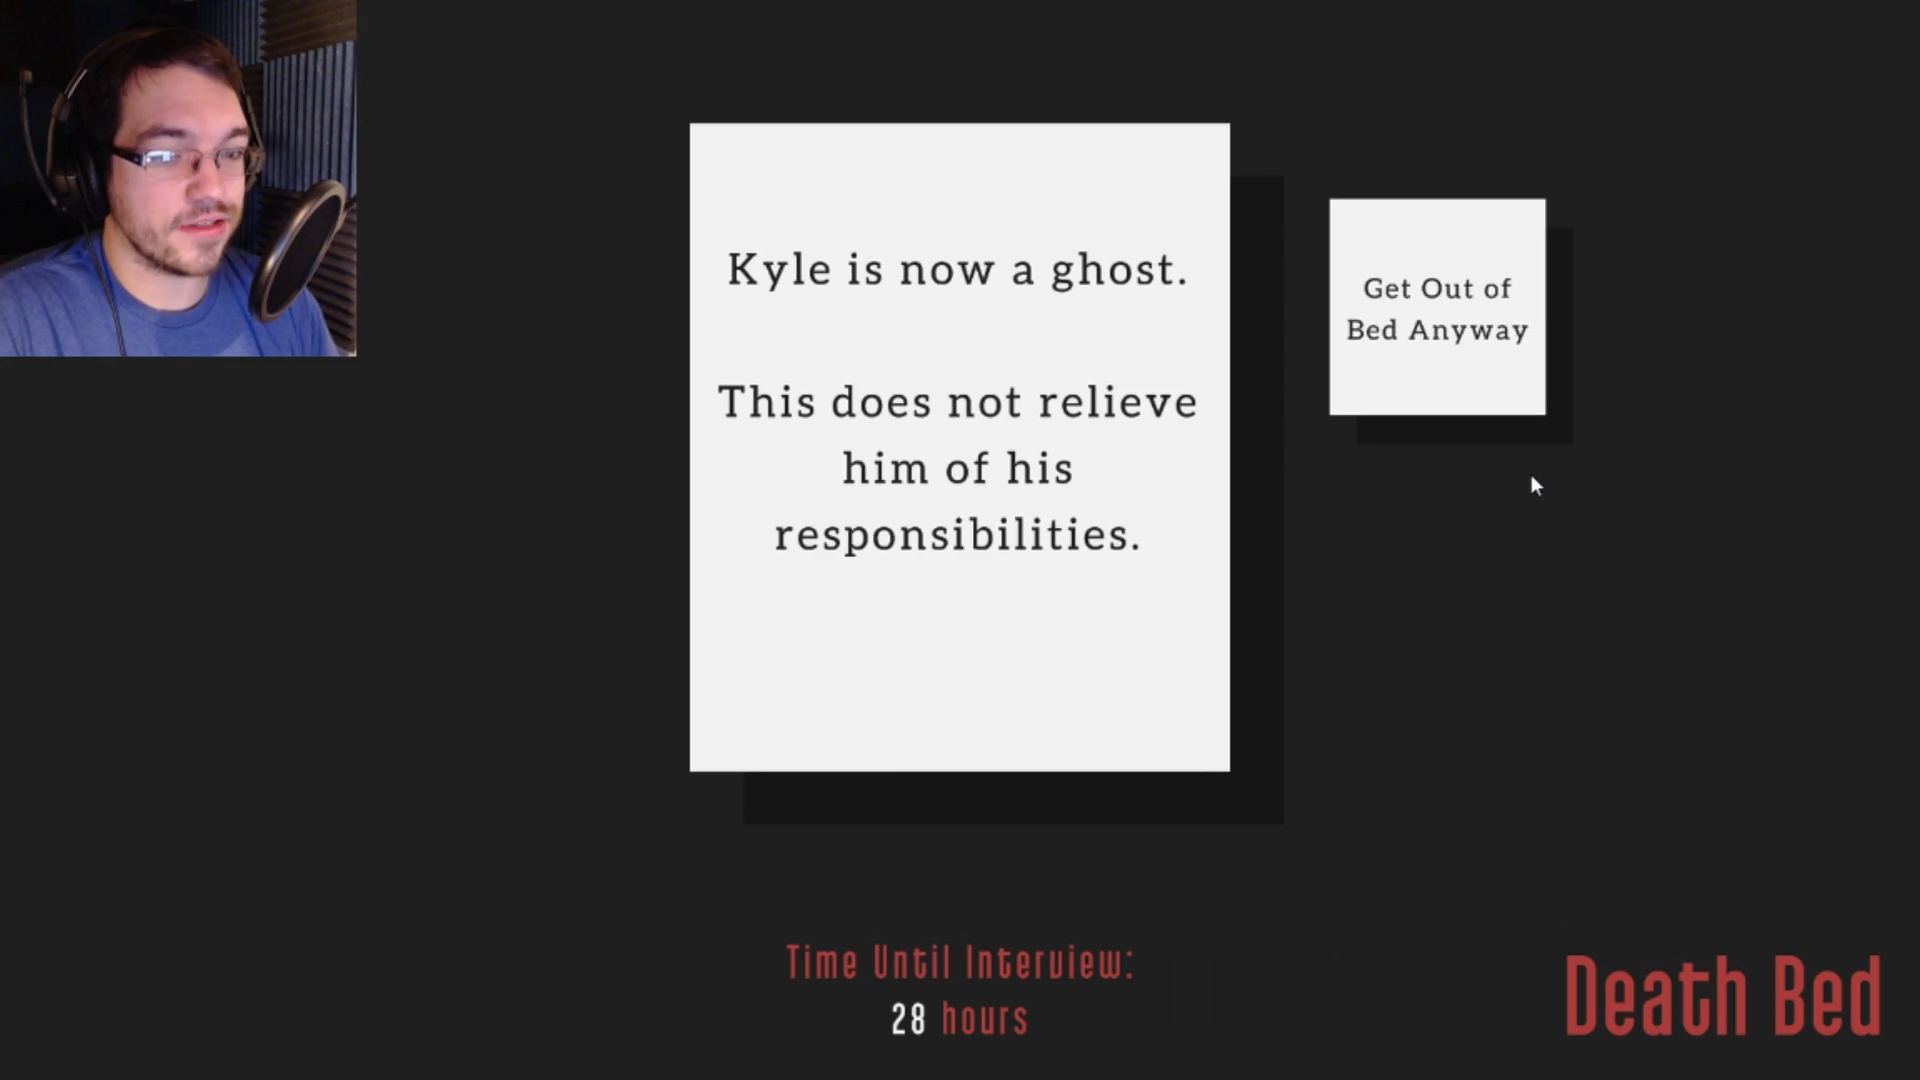 Kyle is now a ghost.
This does not relieve
him of his
responsibilities.
Get Out of
Bed Anyway
Time Until Interview:
28 hours
Death Bed